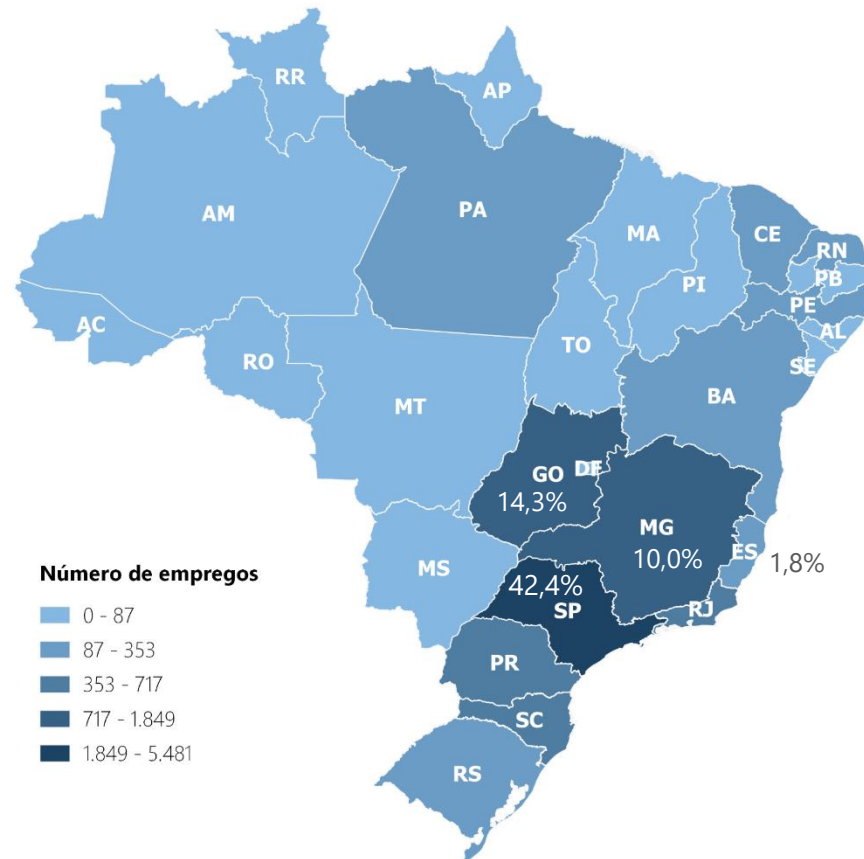 RR
AP
AM
PA
MA
CE
RN
PB
PI
PE
AC
AL
TO
SE
RO
BA
MT
DF
GO
14,3%
MG
ES
10,0%
1,8%
MS
42,4%
SP
RJ
PR
SC
RS
Número de empregos
0 - 87
87 - 353
353 - 717
717 - 1.849
1.849 - 5.481